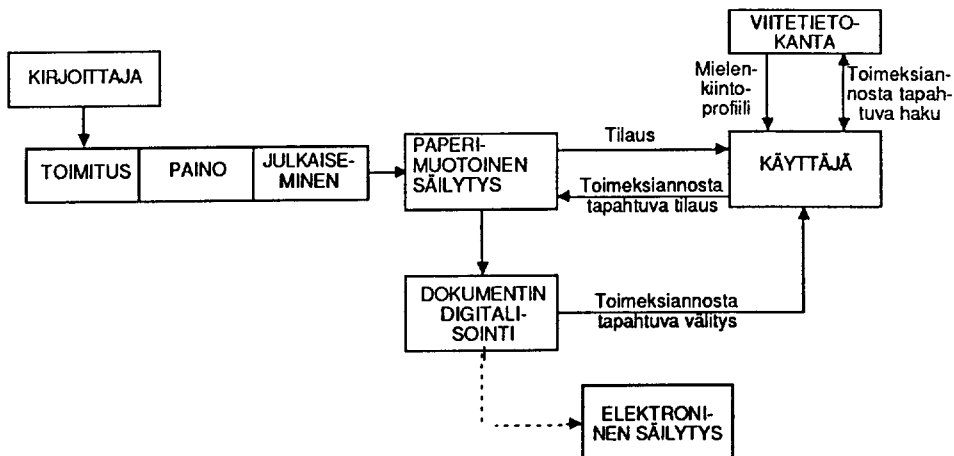 VIITETIETO-
KANTA
KIRJOITTAJA
Mielen-
kiinto-
profiili
Toimeksian-
nosta tapah-
tuva haku
TOIMITUS
PAINO
JULKAISE-
MINEN
PAPERI-
MUOTOINEN
SÄILYTYS
Tilaus
Toimeksiannosta
tapahtuva tilaus
KÄYTTÄJÄ
DOKUMENTIN
DIGITALI-
SOINTI
Toimeksiannosta
tapahtuva välitys
ELEKTRONI-
NEN SÄILYTYS